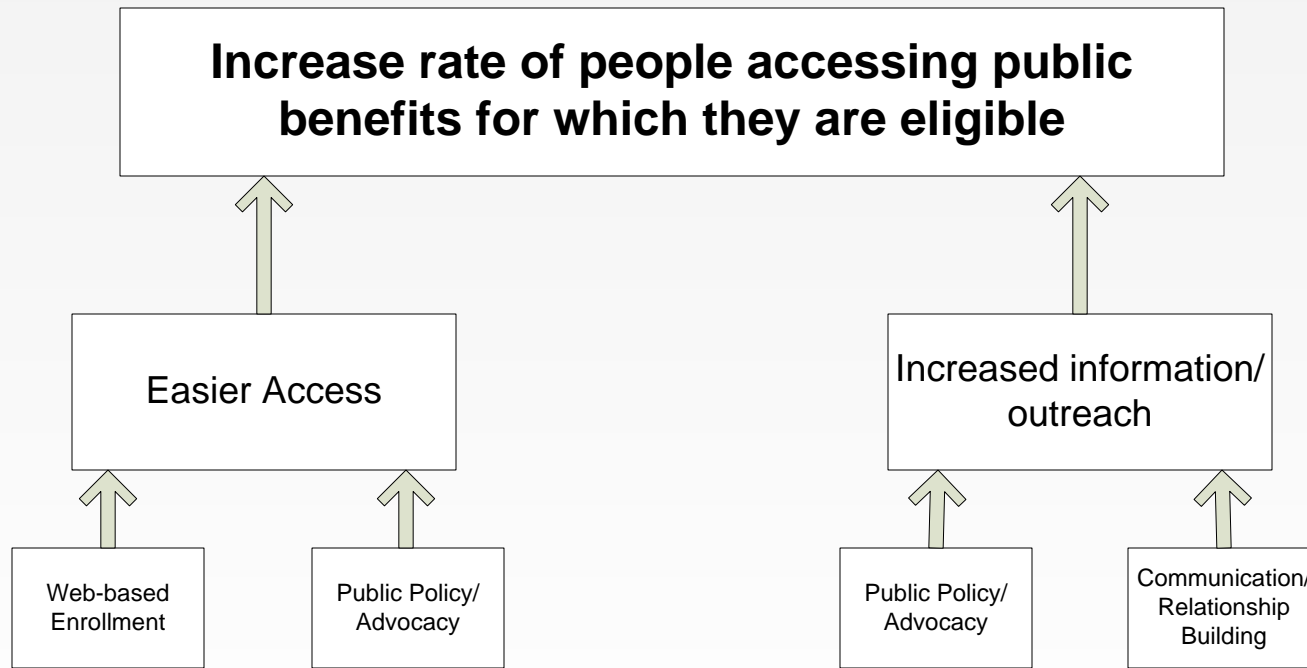 Increase rate of people accessing public
benefits for which they are eligible
Easier Access
Increased information/
outreach
Web-based
Enrollment
Public Policy/
Advocacy
Public Policy/
Advocacy
Communication/
Relationship
Building